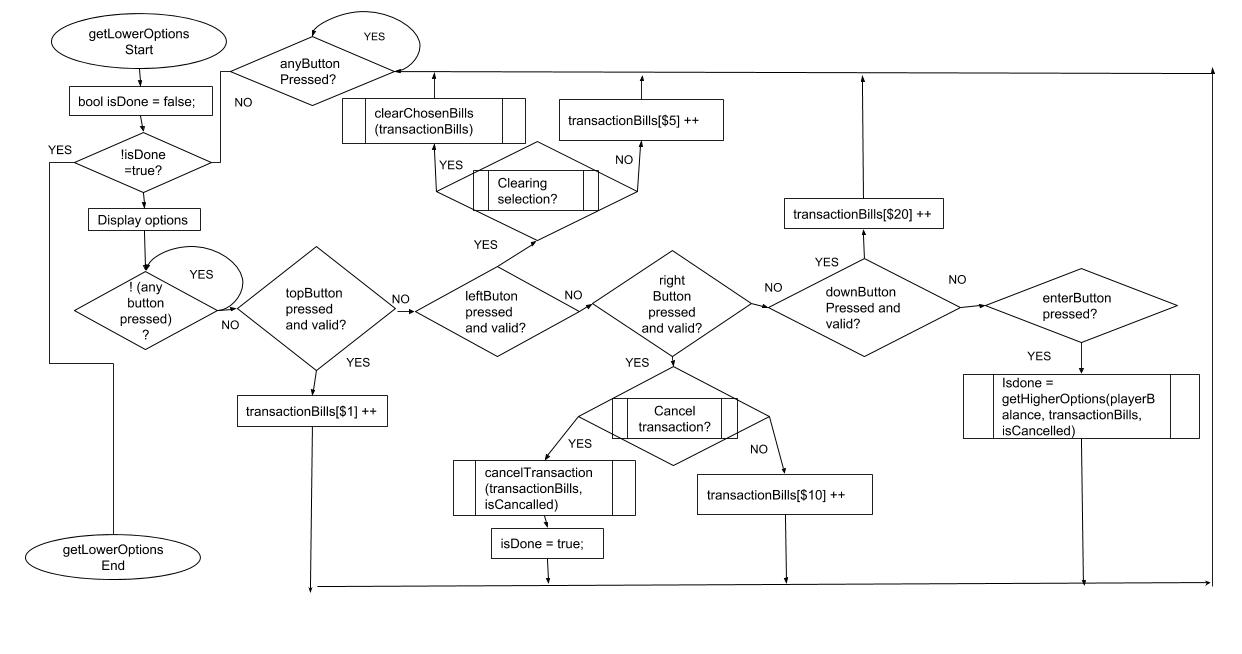 getLowerOptions
Start
YES
anyButton
Pressed?
NO
bool isDone = false;
clearChosenBills
(transactionBills)
transactionBills[$5] ++
YES
!isDone
=true?
YES
NO
Clearing
selection?
Display options
transactionBills[$20] ++
YES
YES
! (any
button
pressed)
?
NO
topButton
pressed
and valid?
NO
YES
leftButon
pressed
and valid?
NO
right
Button
pressed
and valid?
NO
YES
downButton
Pressed and
valid?
NO
enterButton
pressed?
YES
YES
transactionBills[$1] ++
Cancel
transaction?
Isdone =
getHigherOptions(playerB
alance, transactionBills,
isCancelled)
YES
NO
cancelTransaction
(transactionBills,
isCancalled)
transactionBills[$10] ++
isDone = true;
getLowerOptions
End